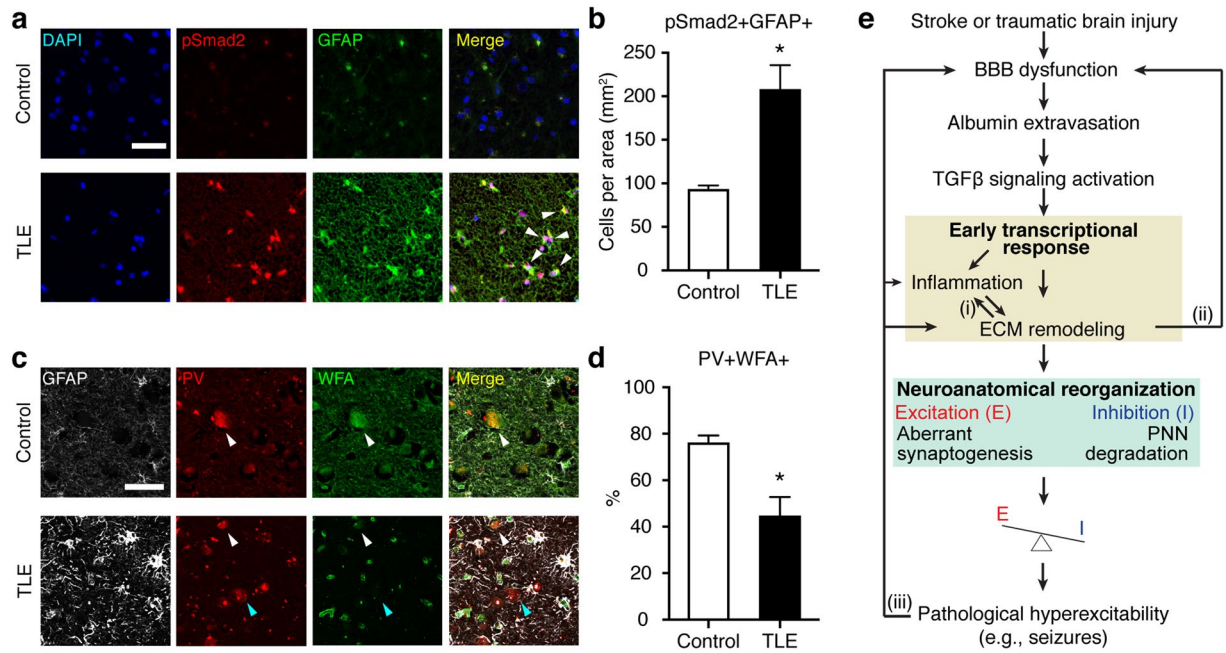 a
DAPI
pSmad2
GFAP
Merge
Control
TLE
b
pSmad2+GFAP+
Cells per area (mm²)
250
200
150
100
50
0
*
Control
TLE
c
GFAP
PV
WFA
Merge
Control
TLE
d
PV+WFA+
%
100
80
60
40
20
0
*
Control
TLE
e
Stroke or traumatic brain injury
BBB dysfunction
Albumin extravasation
TGFβ signaling activation
Early transcriptional
response
Inflammation
(i)
ECM remodeling
(ii)
Neuroanatomical reorganization
Excitation (E)
Inhibition (I)
Aberrant
synaptogenesis
PNN
degradation
E
I
(iii)
Pathological hyperexcitability
(e.g., seizures)